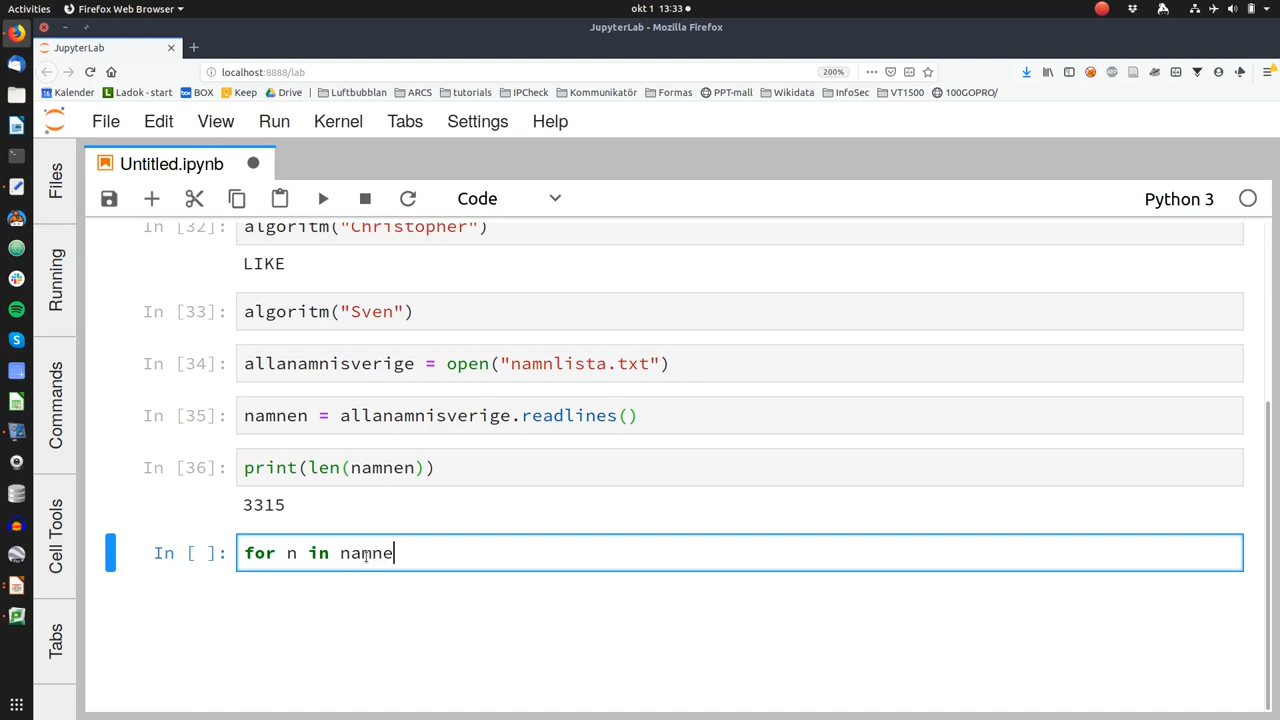 Activities Firefox Web Browser okt 1 13:33
JupyterLab - Mozilla Firefox
JupyterLab
localhost:8888/lab 200%
Kalender Ladok - start BOX Keep Drive Luftbubblan ARCS tutorials IPCheck Kommunikatör Formas PPT-mall Wikidata InfoSec VT1500 100GOPRO/
File Edit View Run Kernel Tabs Settings Help
Untitled.ipynb
Code Python 3
Files
Running
Commands
Cell Tools
Tabs
In [32]: algoritm("Christopher")
LIKE
In [33]: algoritm("Sven")
In [34]: allanamnisverige = open("namnlista.txt")
In [35]: namnen = allanamnisverige.readlines()
In [36]: print(len(namnen))
3315
In [ ]: for n in namne